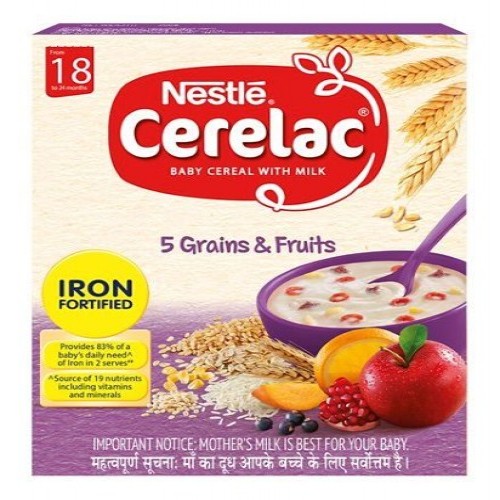 From
18
to 24 months
Nestlé®
Cerelac®
BABY CEREAL WITH MILK
5 Grains & Fruits
IRON
FORTIFIED
Provides 83% of a
baby's daily need^
of Iron in 2 serves**
^Source of 19 nutrients
including vitamins
and minerals
IMPORTANT NOTICE: MOTHER'S MILK IS BEST FOR YOUR BABY.
महत्वपूर्ण सूचना: माँ का दूध आपके बच्चे के लिए सर्वोत्तम है।